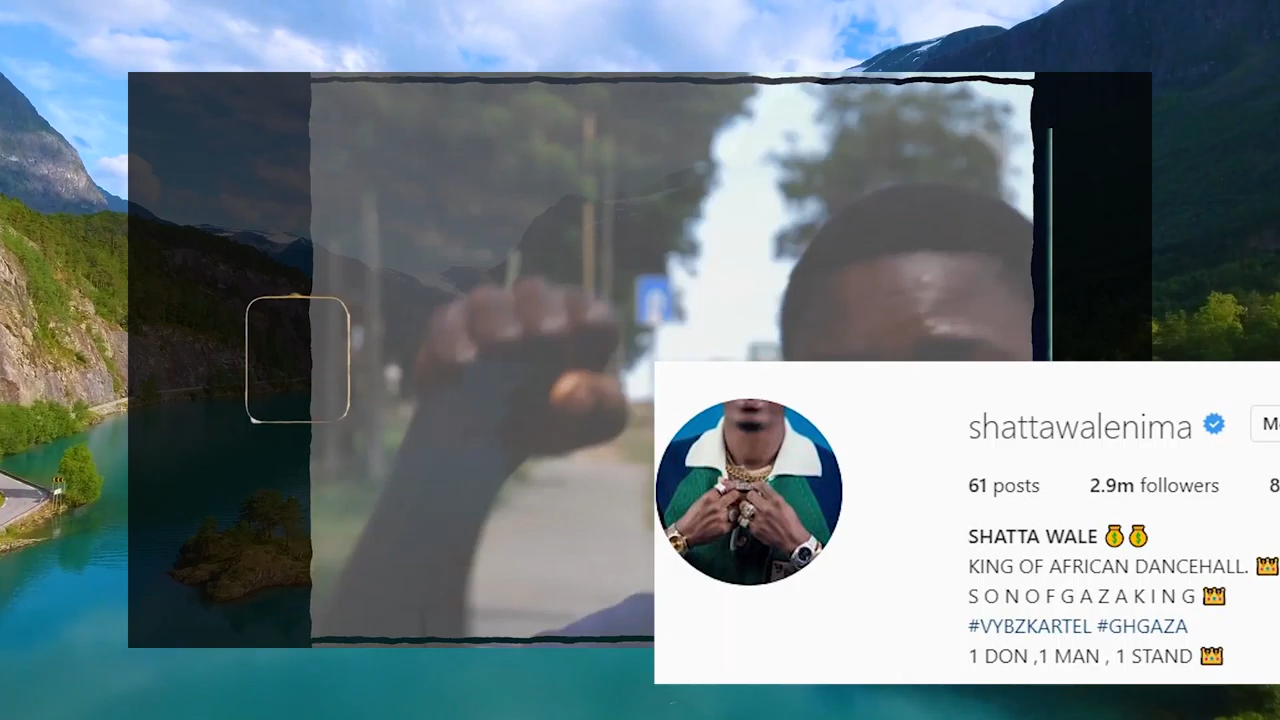 shattawalenima
61 posts 2.9m followers 8
SHATTA WALE 💰💰
KING OF AFRICAN DANCEHALL. 👑
S O N O F G A Z A K I N G 👑
#VYBZKARTEL #GHGAZA
1 DON ,1 MAN , 1 STAND 👑